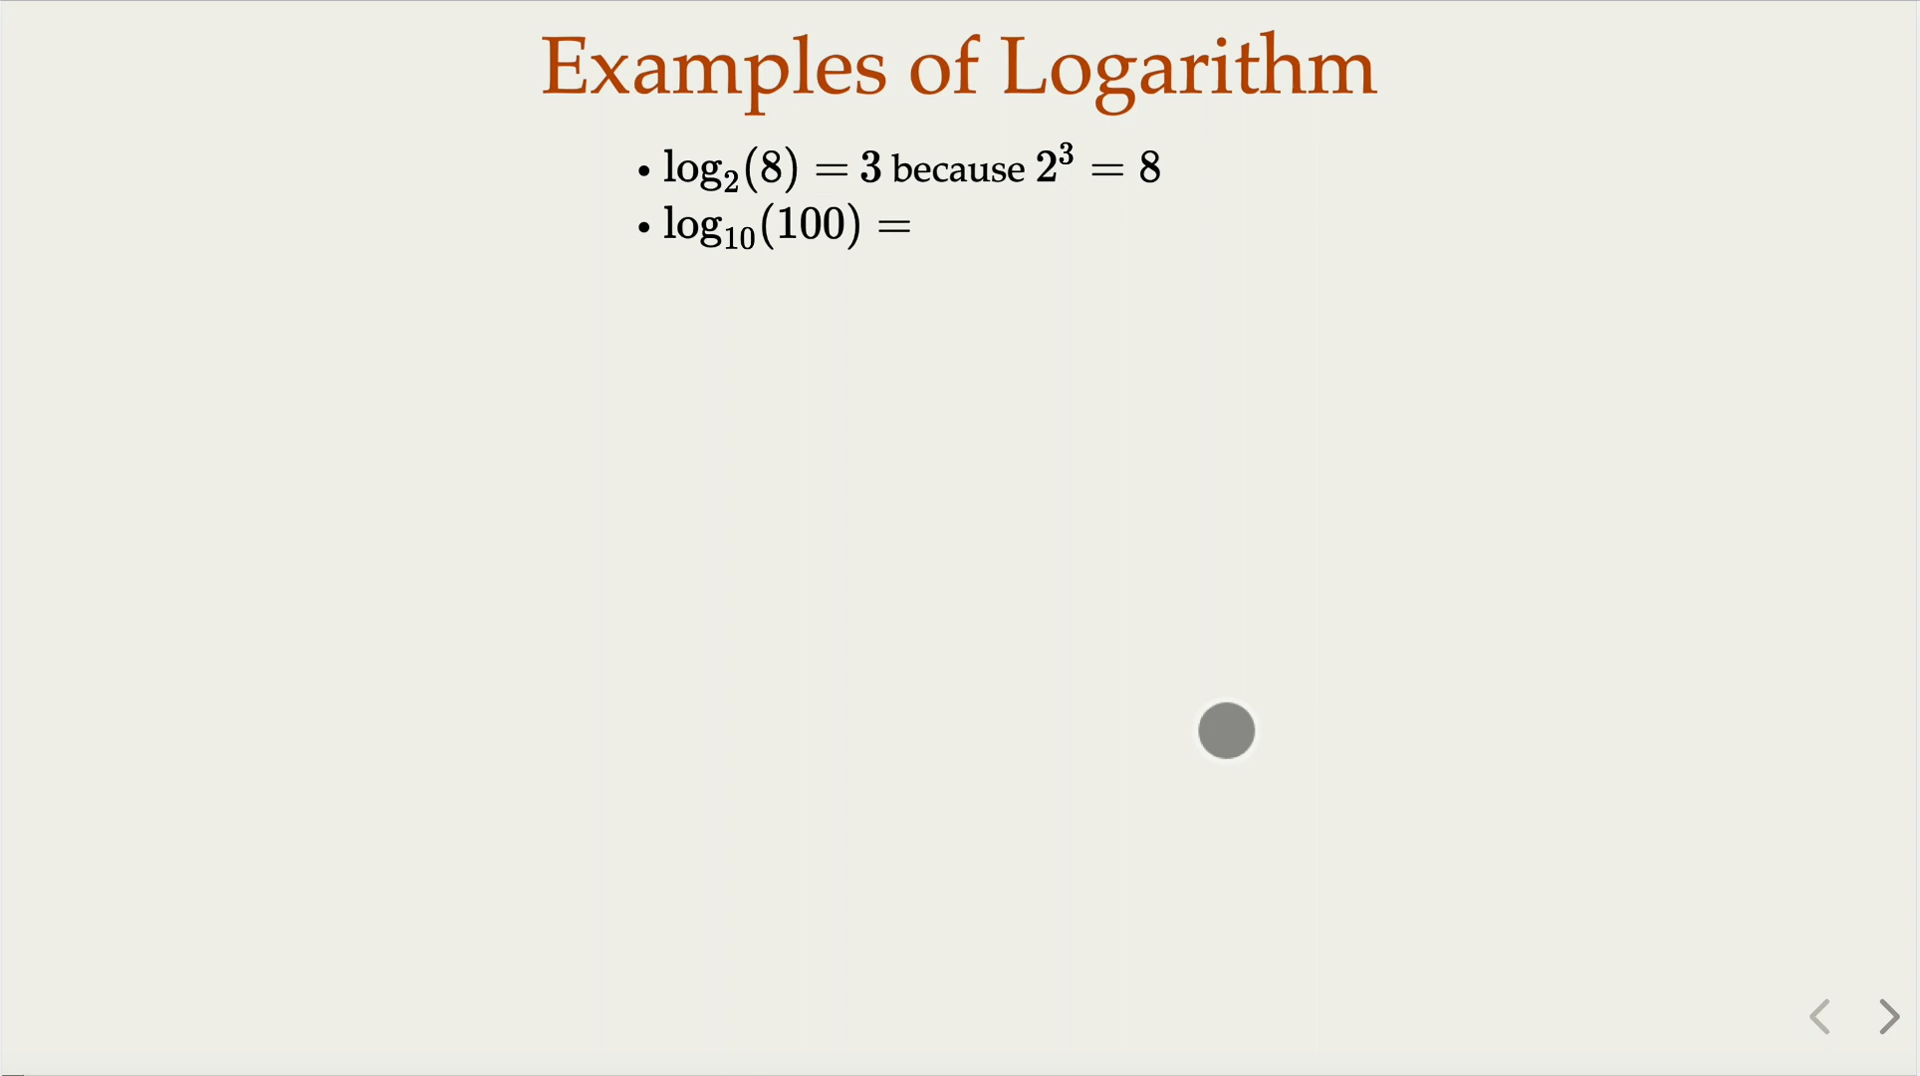 Examples of Logarithm
• log₂(8) = 3 because 2³ = 8
• log₁₀(100) =